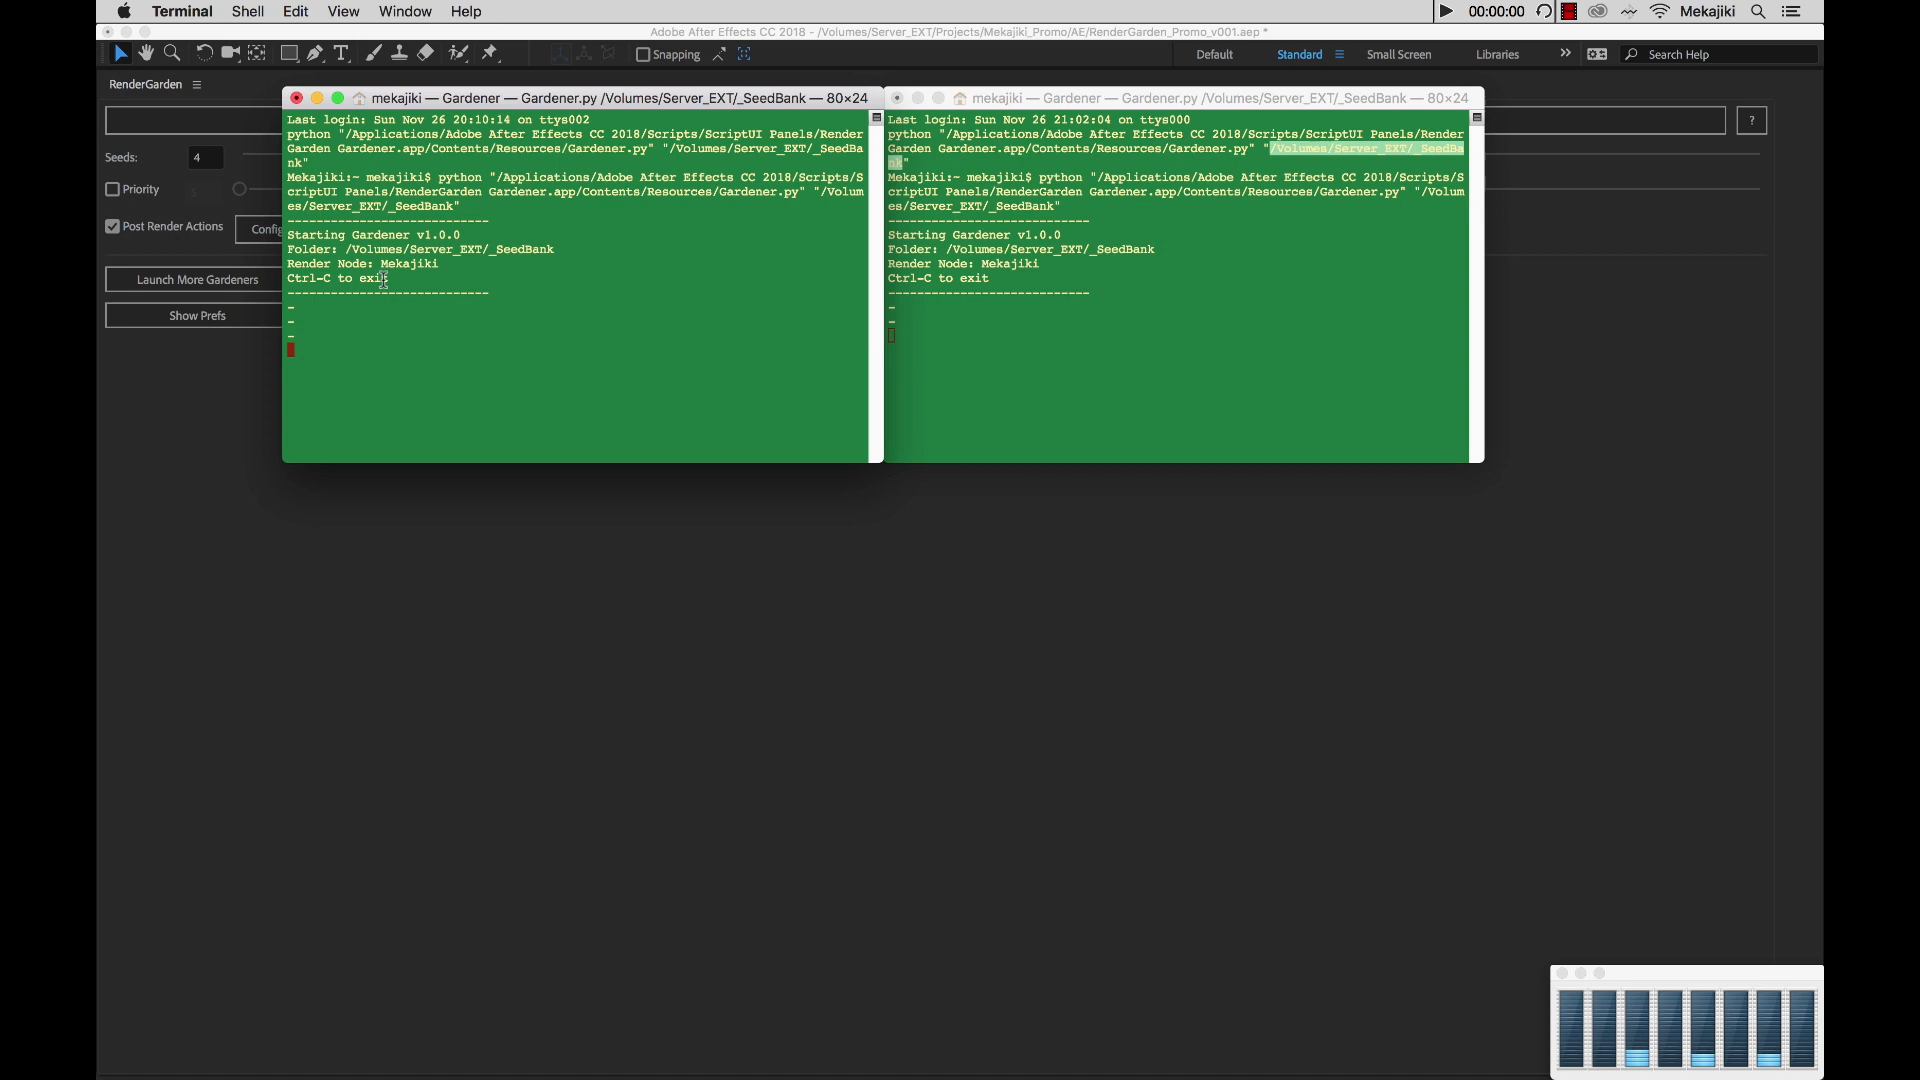 Terminal Shell Edit View Window Help 00:00:00 Mekajiki
Adobe After Effects CC 2018 - /Volumes/Server_EXT/Projects/Mekajiki_Promo/AE/RenderGarden_Promo_v001.aep *
Snapping Default Standard Small Screen Libraries Search Help
RenderGarden
?
Seeds: 4
Priority 5
Post Render Actions Config
Launch More Gardeners
Show Prefs
mekajiki — Gardener — Gardener.py /Volumes/Server_EXT/_SeedBank — 80×24
Last login: Sun Nov 26 20:10:14 on ttys002
python "/Applications/Adobe After Effects CC 2018/Scripts/ScriptUI Panels/Render
Garden Gardener.app/Contents/Resources/Gardener.py" "/Volumes/Server_EXT/_SeedBa
nk"
Mekajiki:~ mekajiki$ python "/Applications/Adobe After Effects CC 2018/Scripts/S
criptUI Panels/RenderGarden Gardener.app/Contents/Resources/Gardener.py" "/Volum
es/Server_EXT/_SeedBank"
----------------------------
Starting Gardener v1.0.0
Folder: /Volumes/Server_EXT/_SeedBank
Render Node: Mekajiki
Ctrl-C to exit
----------------------------
-
-
-
mekajiki — Gardener — Gardener.py /Volumes/Server_EXT/_SeedBank — 80×24
Last login: Sun Nov 26 21:02:04 on ttys000
python "/Applications/Adobe After Effects CC 2018/Scripts/ScriptUI Panels/Render
Garden Gardener.app/Contents/Resources/Gardener.py" "/Volumes/Server_EXT/_SeedBa
nk"
Mekajiki:~ mekajiki$ python "/Applications/Adobe After Effects CC 2018/Scripts/S
criptUI Panels/RenderGarden Gardener.app/Contents/Resources/Gardener.py" "/Volum
es/Server_EXT/_SeedBank"
----------------------------
Starting Gardener v1.0.0
Folder: /Volumes/Server_EXT/_SeedBank
Render Node: Mekajiki
Ctrl-C to exit
----------------------------
-
-